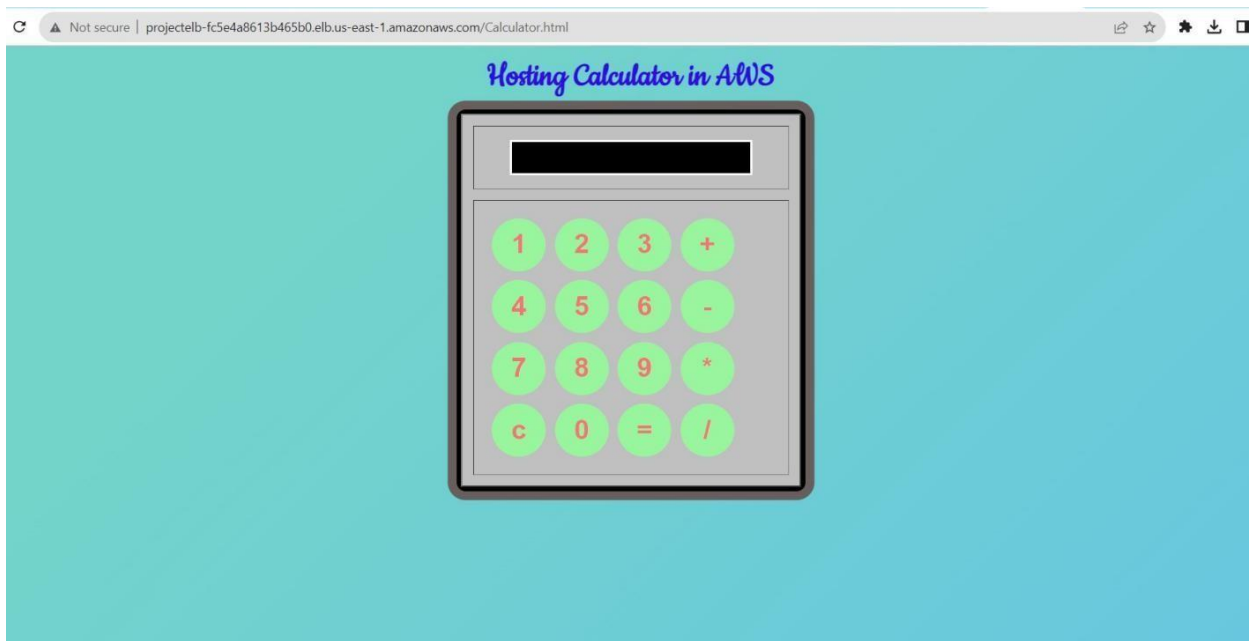 Not secure | projectelb-fc5e4a8613b465b0.elb.us-east-1.amazonaws.com/Calculator.html
Hosting Calculator in AWS
1 2 3 +
4 5 6 -
7 8 9 *
c 0 = /